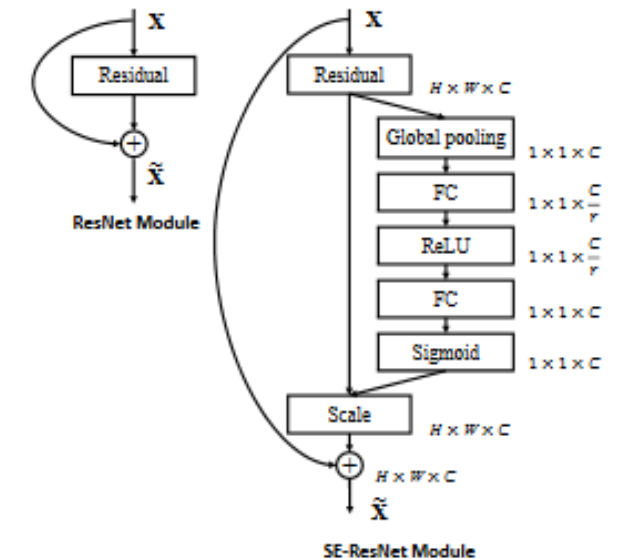 X
Residual
+
X̃
ResNet Module
X
Residual
H × W × C
Global pooling
1 × 1 × C
FC
1 × 1 × C/r
ReLU
1 × 1 × C/r
FC
1 × 1 × C
Sigmoid
1 × 1 × C
Scale
H × W × C
+
H × W × C
X̃
SE-ResNet Module